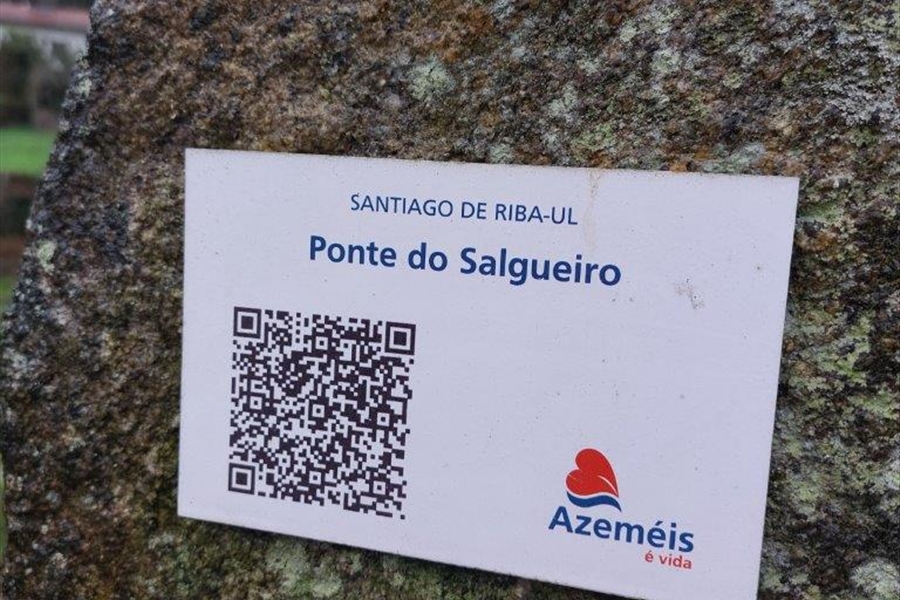 SANTIAGO DE RIBA-UL
Ponte do Salgueiro
Azeméis
é vida